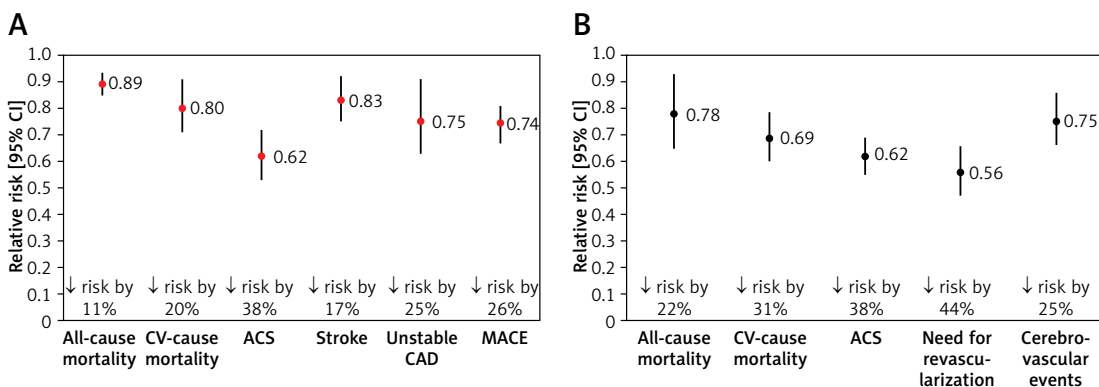 A
Relative risk [95% CI]
1.0
0.9
0.8
0.7
0.6
0.5
0.4
0.3
0.2
0.1
0
0.89
0.80
0.62
0.83
0.75
0.74
↓ risk by 11%
↓ risk by 20%
↓ risk by 38%
↓ risk by 17%
↓ risk by 25%
↓ risk by 26%
All-cause
mortality
CV-cause
mortality
ACS
Stroke
Unstable
CAD
MACE
B
Relative risk [95% CI]
1.0
0.9
0.8
0.7
0.6
0.5
0.4
0.3
0.2
0.1
0
0.78
0.69
0.62
0.56
0.75
↓ risk by 22%
↓ risk by 31%
↓ risk by 38%
↓ risk by 44%
↓ risk by 25%
All-cause
mortality
CV-cause
mortality
ACS
Need for
revascu-
larization
Cerebro-
vascular
events